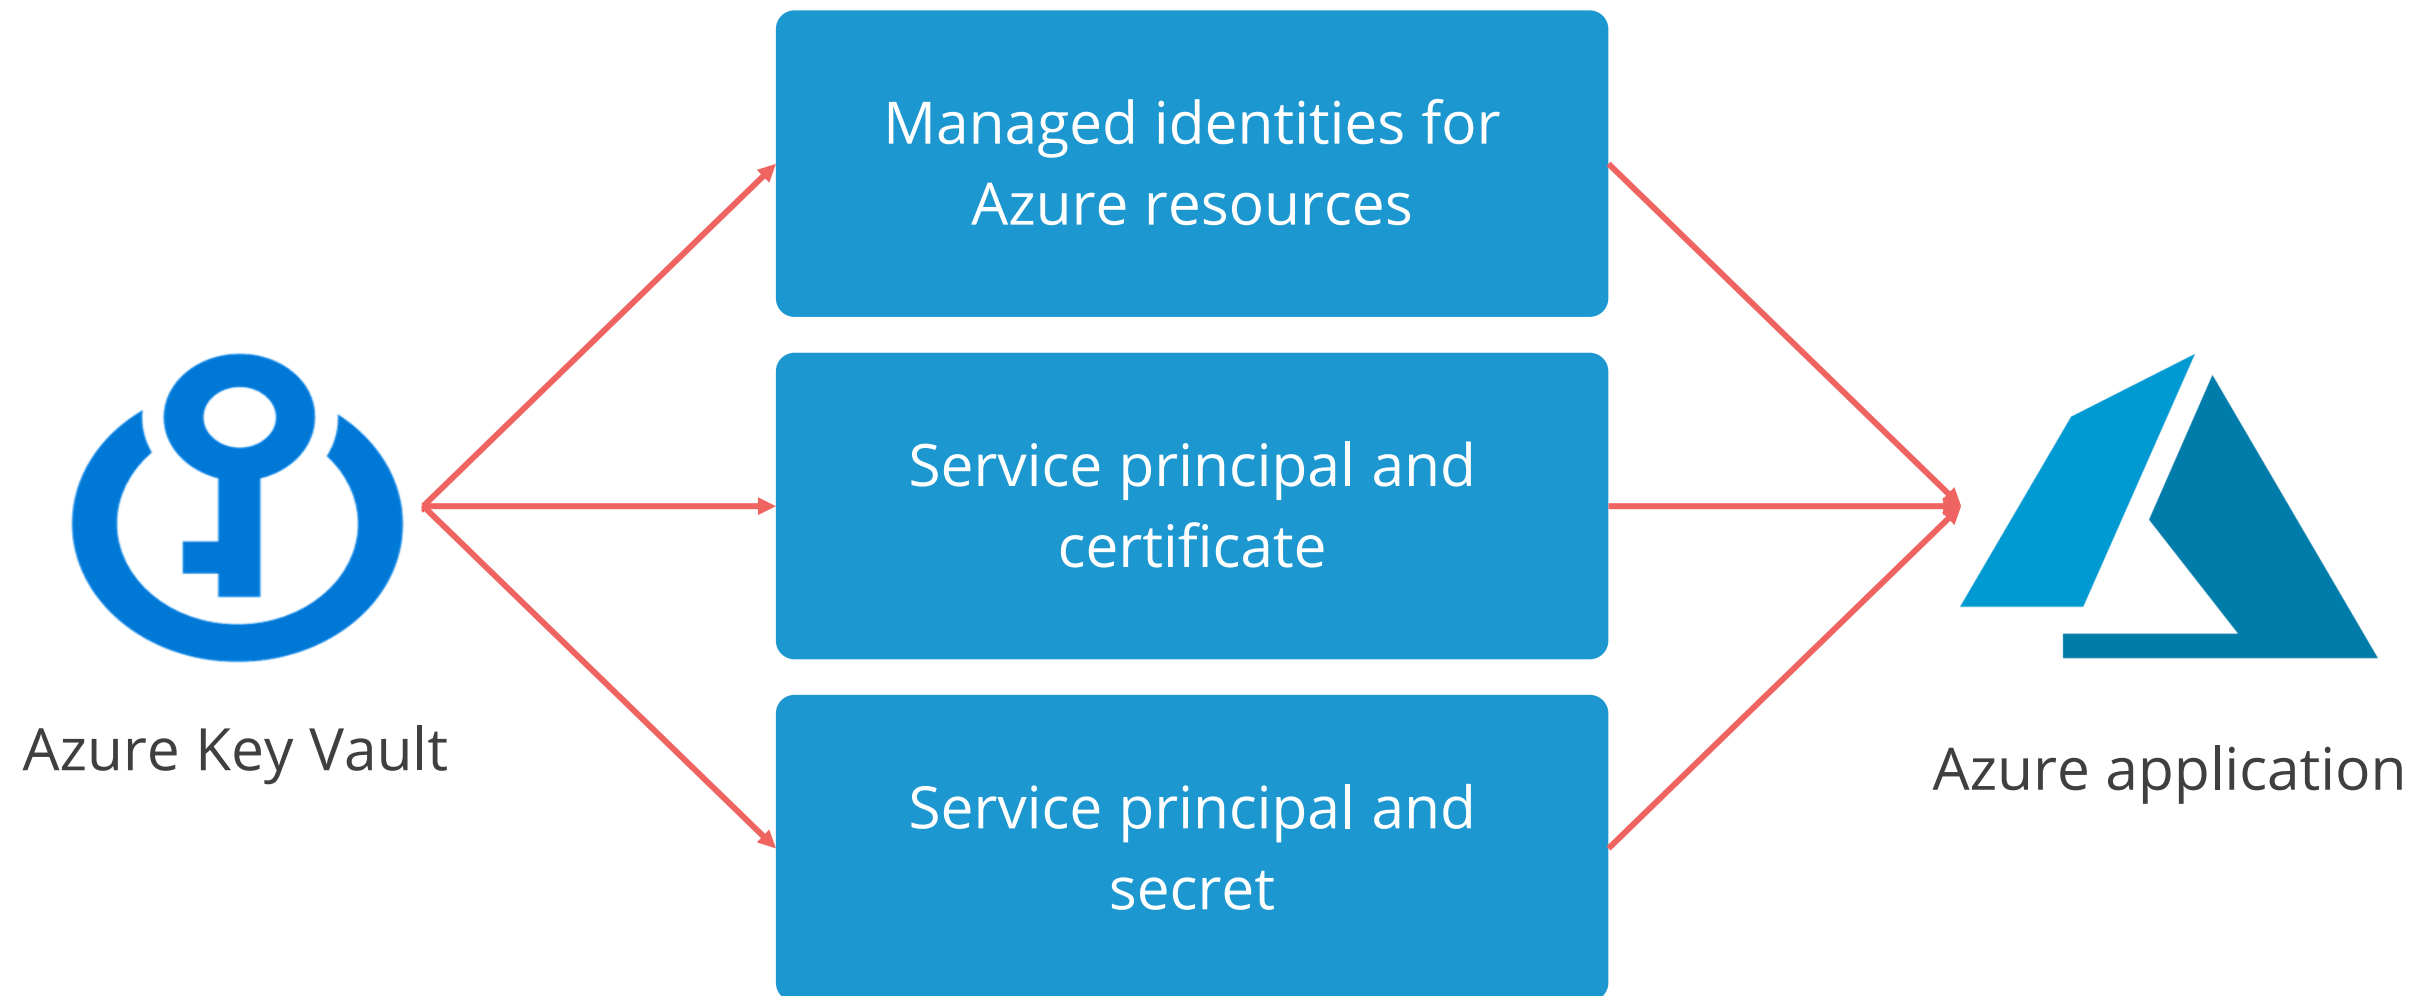 Managed identities for
Azure resources
Service principal and
certificate
Service principal and
secret
Azure Key Vault
Azure application